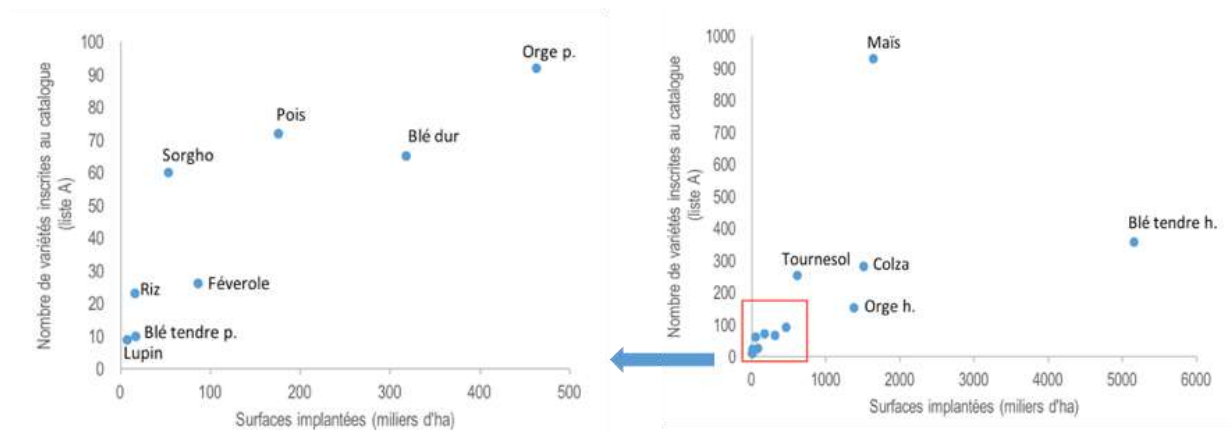 Nombre de variétés inscrites au catalogue
(liste A)
100
90
80
70
60
50
40
30
20
10
0
Orge p.
Pois
Blé dur
Sorgho
Féverole
Riz
Blé tendre p.
Lupin
0 100 200 300 400 500
Surfaces implantées (miliers d'ha)
Nombre de variétés inscrites au catalogue
(liste A)
1000
900
800
700
600
500
400
300
200
100
0
Maïs
Blé tendre h.
Tournesol
Colza
Orge h.
0 1000 2000 3000 4000 5000 6000
Surfaces implantées (miliers d'ha)